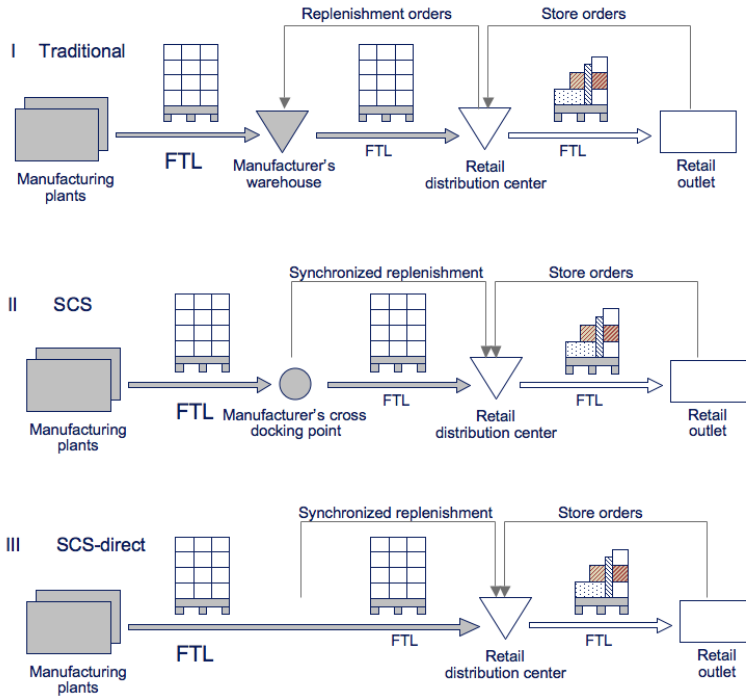 Replenishment orders
Store orders
I Traditional
FTL
FTL
FTL
Manufacturing
plants
Manufacturer's
warehouse
Retail
distribution center
Retail
outlet
Synchronized replenishment
Store orders
II SCS
FTL
FTL
FTL
Manufacturing
plants
Manufacturer's cross
docking point
Retail
distribution center
Retail
outlet
Synchronized replenishment
Store orders
III SCS-direct
FTL
FTL
FTL
Manufacturing
plants
Retail
distribution center
Retail
outlet